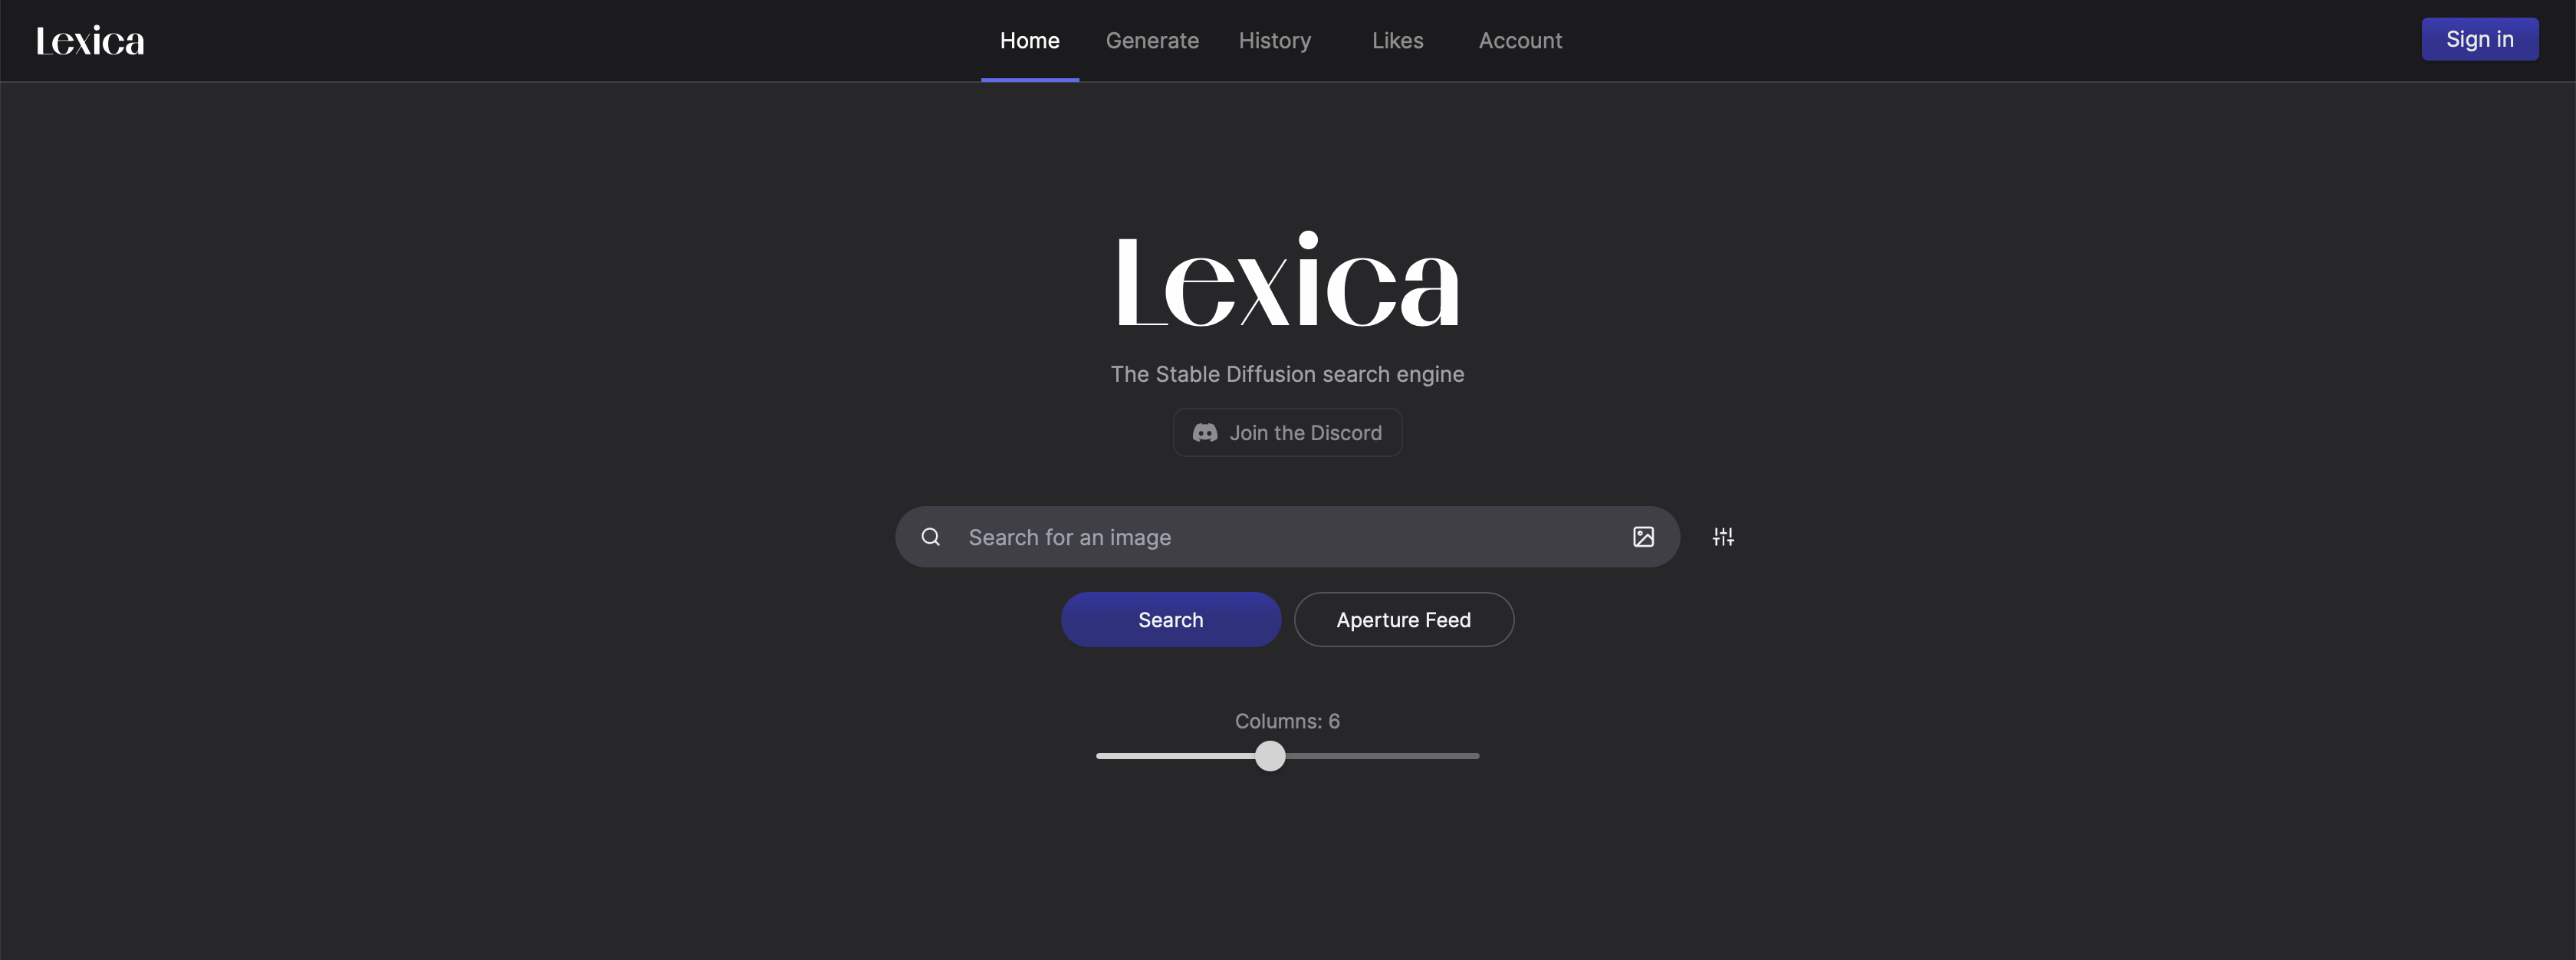 Lexica
Home Generate History Likes Account
Sign in
Lexica
The Stable Diffusion search engine
Join the Discord
Search for an image
Search Aperture Feed
Columns: 6